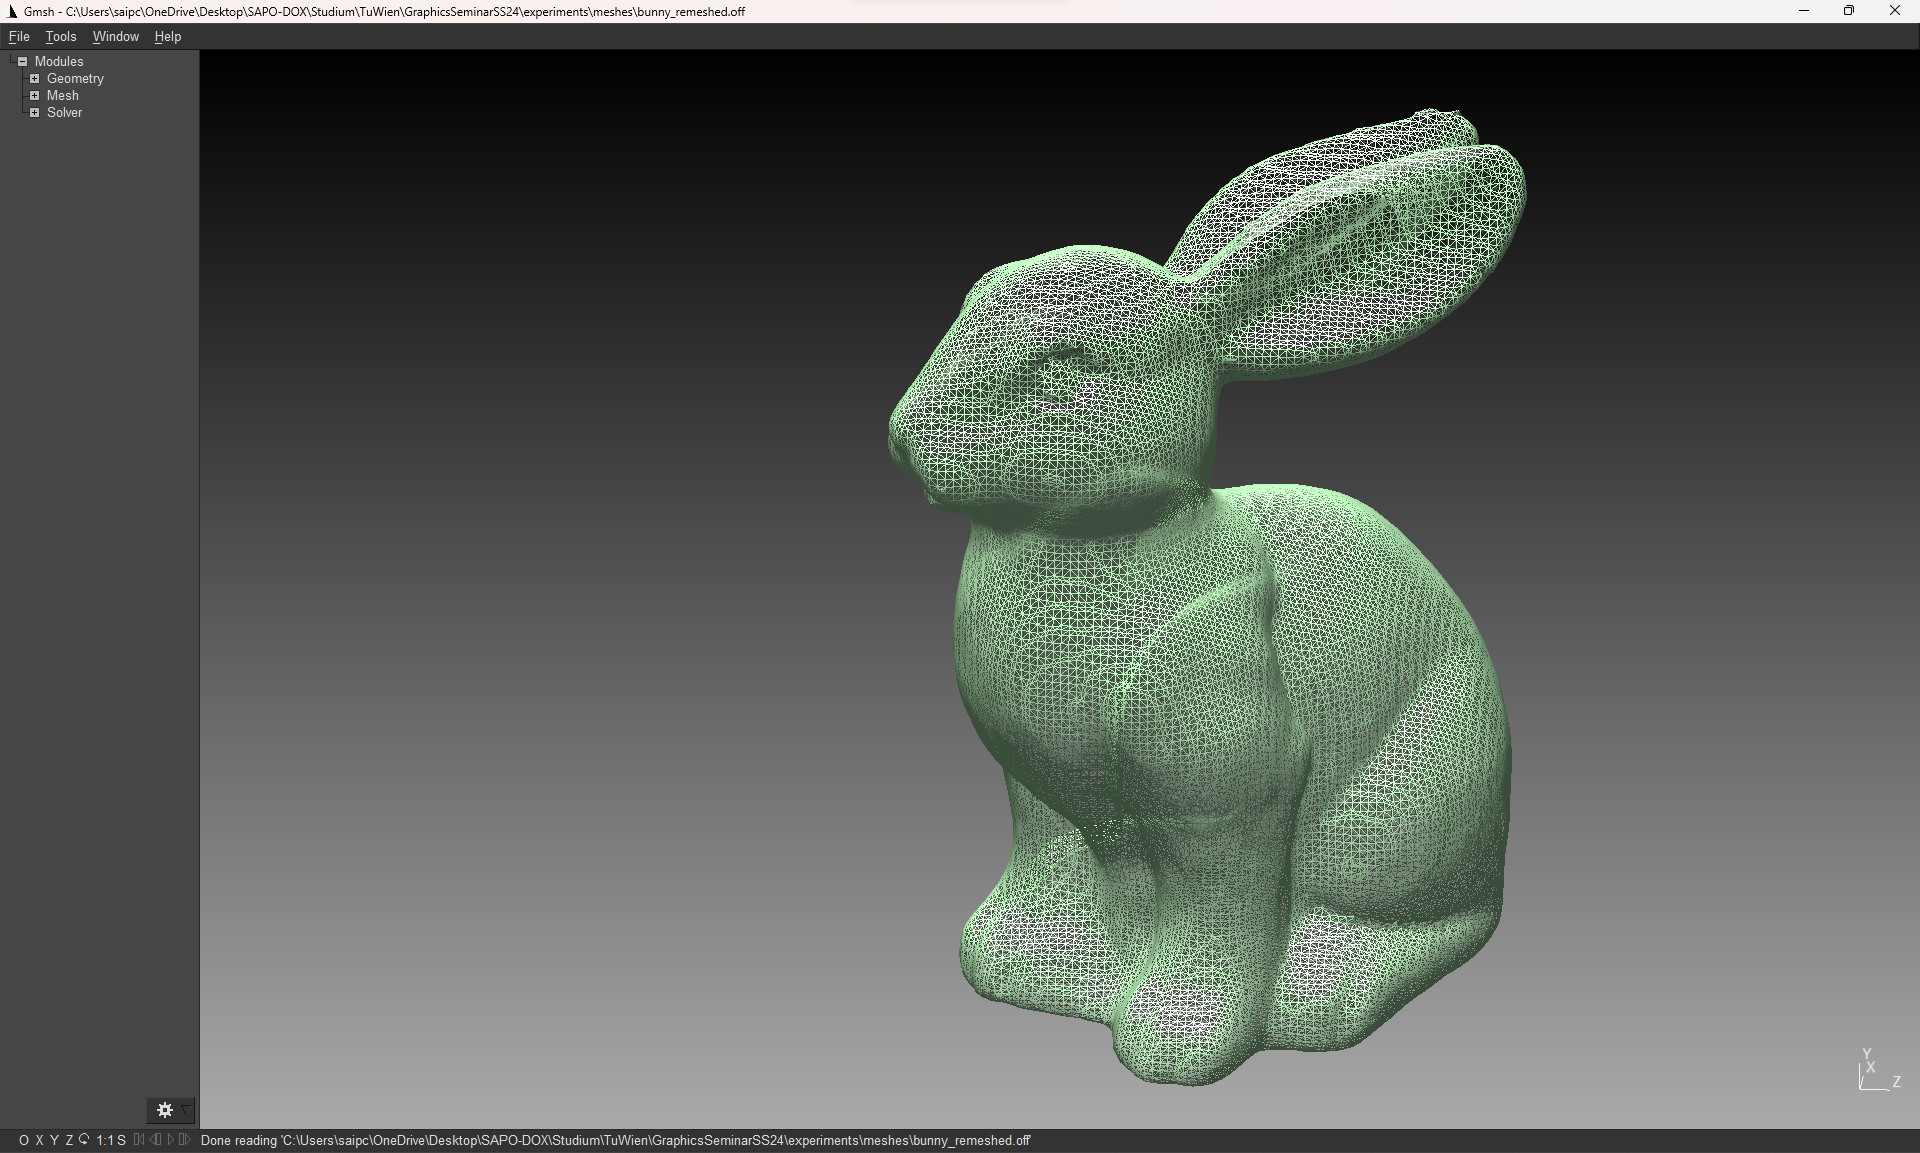 Gmsh - C:\Users\saipc\OneDrive\Desktop\SAPO-DOX\Studium\TuWien\GraphicsSeminarSS24\experiments\meshes\bunny_remeshed.off
File Tools Window Help
Modules
Geometry
Mesh
Solver
Y
X
Z
O X Y Z 1:1 S Done reading 'C:\Users\saipc\OneDrive\Desktop\SAPO-DOX\Studium\TuWien\GraphicsSeminarSS24\experiments\meshes\bunny_remeshed.off'